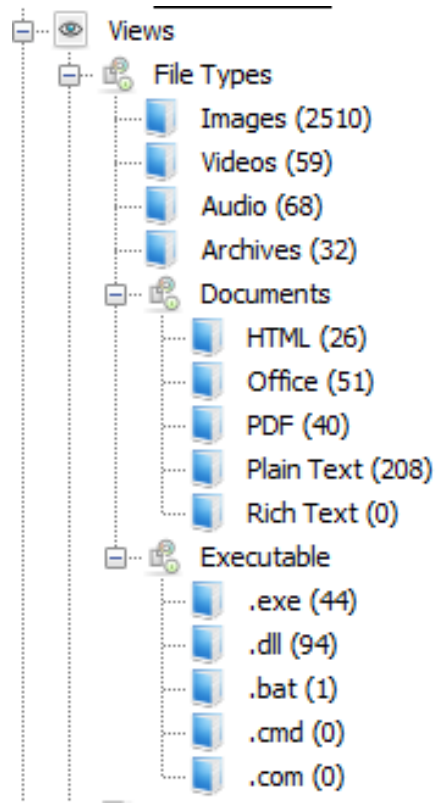 Views
File Types
Images (2510)
Videos (59)
Audio (68)
Archives (32)
Documents
HTML (26)
Office (51)
PDF (40)
Plain Text (208)
Rich Text (0)
Executable
.exe (44)
.dll (94)
.bat (1)
.cmd (0)
.com (0)